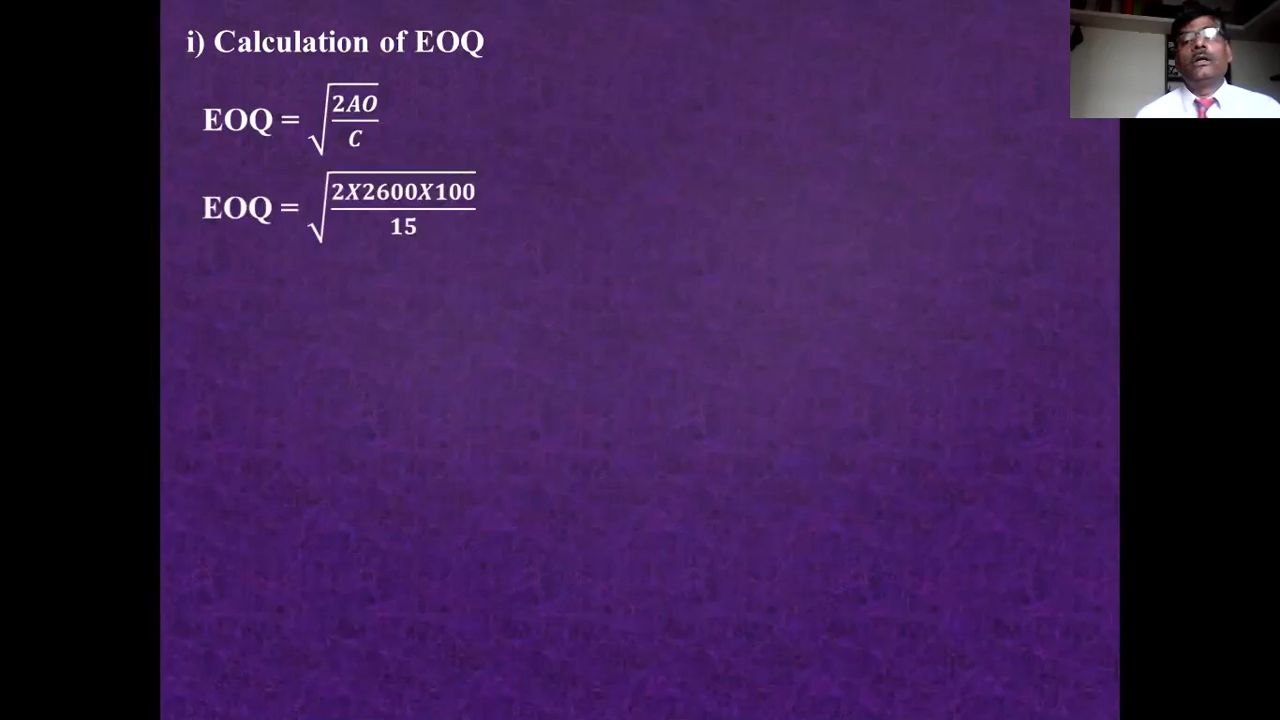 i) Calculation of EOQ
EOQ = √(2AO/C)
EOQ = √(2X2600X100/15)